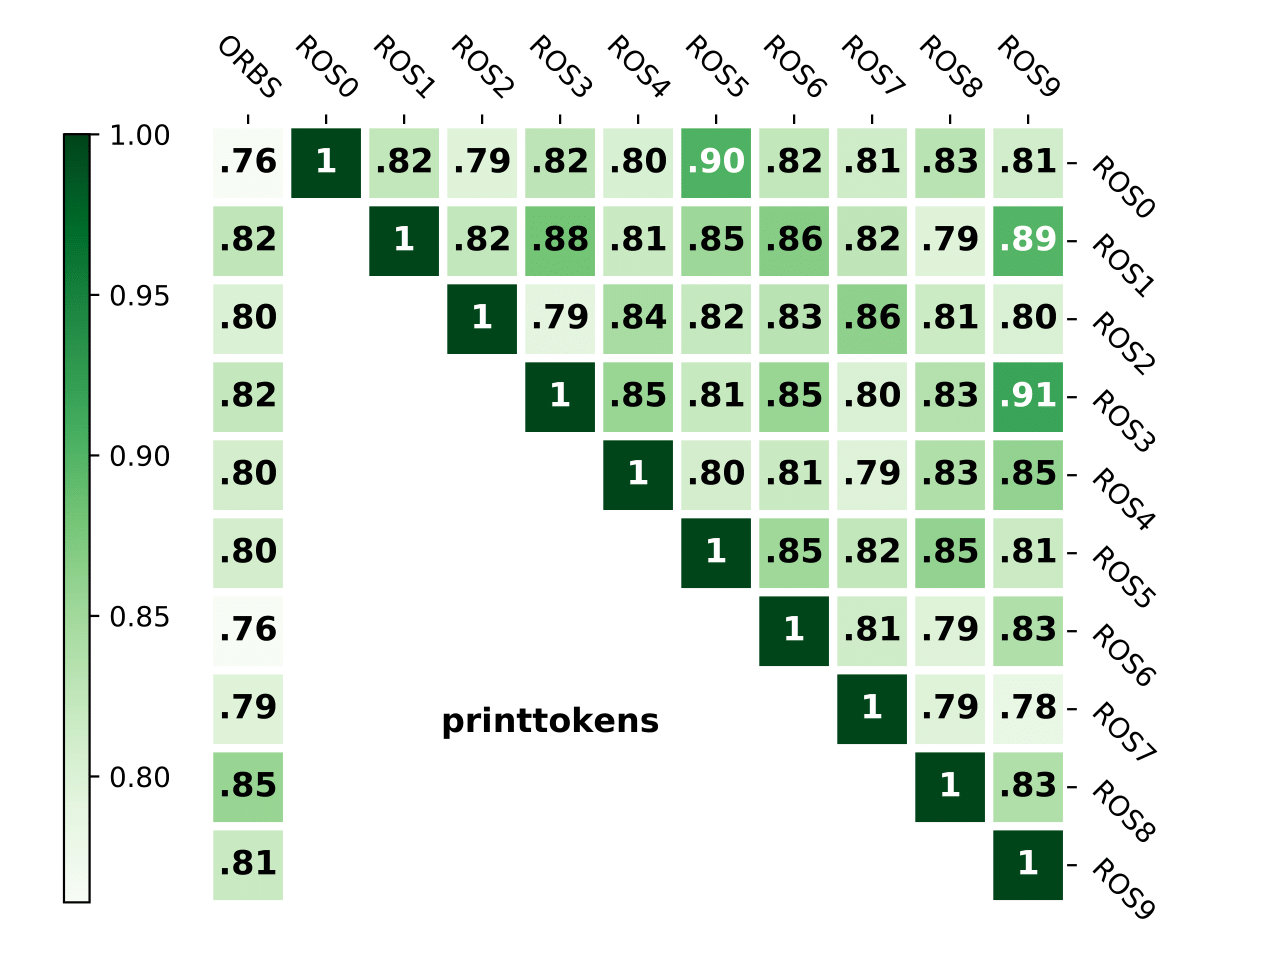 ORBS ROS0 ROS1 ROS2 ROS3 ROS4 ROS5 ROS6 ROS7 ROS8 ROS9
1.00
0.95
0.90
0.85
0.80
.76 1 .82 .79 .82 .80 .90 .82 .81 .83 .81 ROS0
.82 1 .82 .88 .81 .85 .86 .82 .79 .89 ROS1
.80 1 .79 .84 .82 .83 .86 .81 .80 ROS2
.82 1 .85 .81 .85 .80 .83 .91 ROS3
.80 1 .80 .81 .79 .83 .85 ROS4
.80 1 .85 .82 .85 .81 ROS5
.76 1 .81 .79 .83 ROS6
.79 1 .79 .78 ROS7
.85 1 .83 ROS8
.81 1 ROS9
printtokens